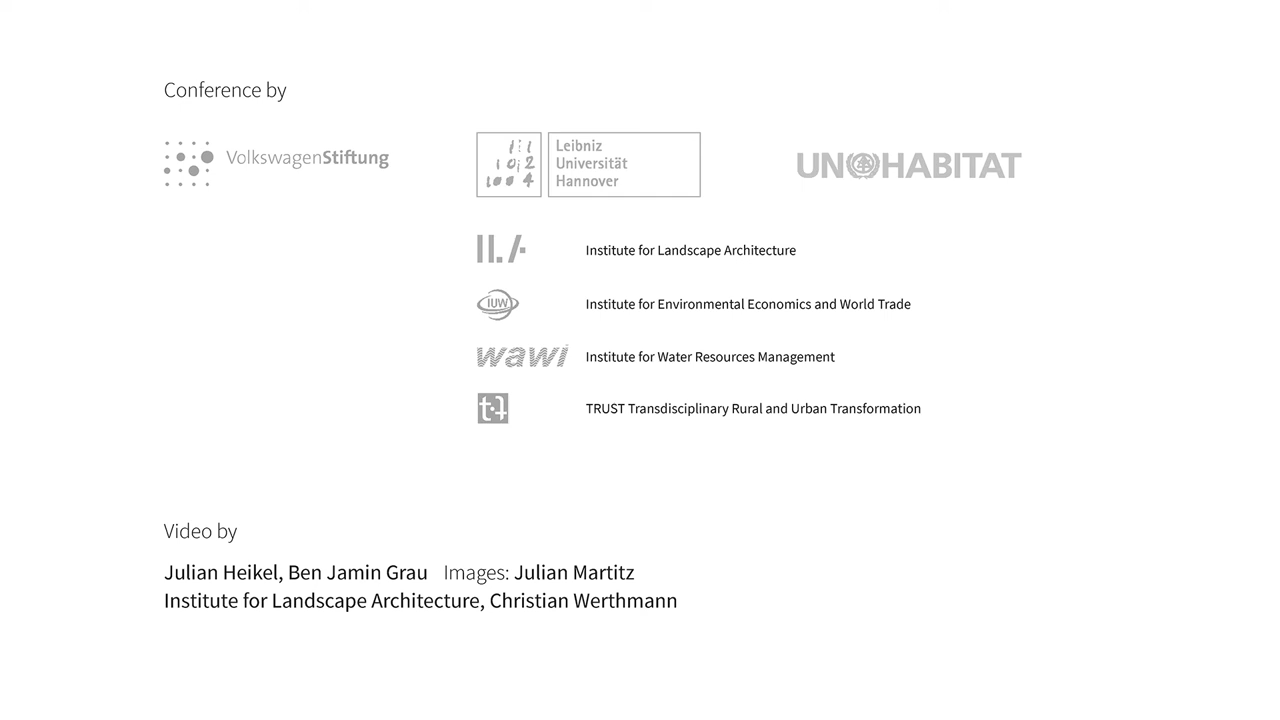 Conference by
VolkswagenStiftung
Leibniz
Universität
Hannover
UN HABITAT
Institute for Landscape Architecture
IUW
Institute for Environmental Economics and World Trade
wawi
Institute for Water Resources Management
TRUST Transdisciplinary Rural and Urban Transformation
Video by
Julian Heikel, Ben Jamin Grau Images: Julian Martitz
Institute for Landscape Architecture, Christian Werthmann